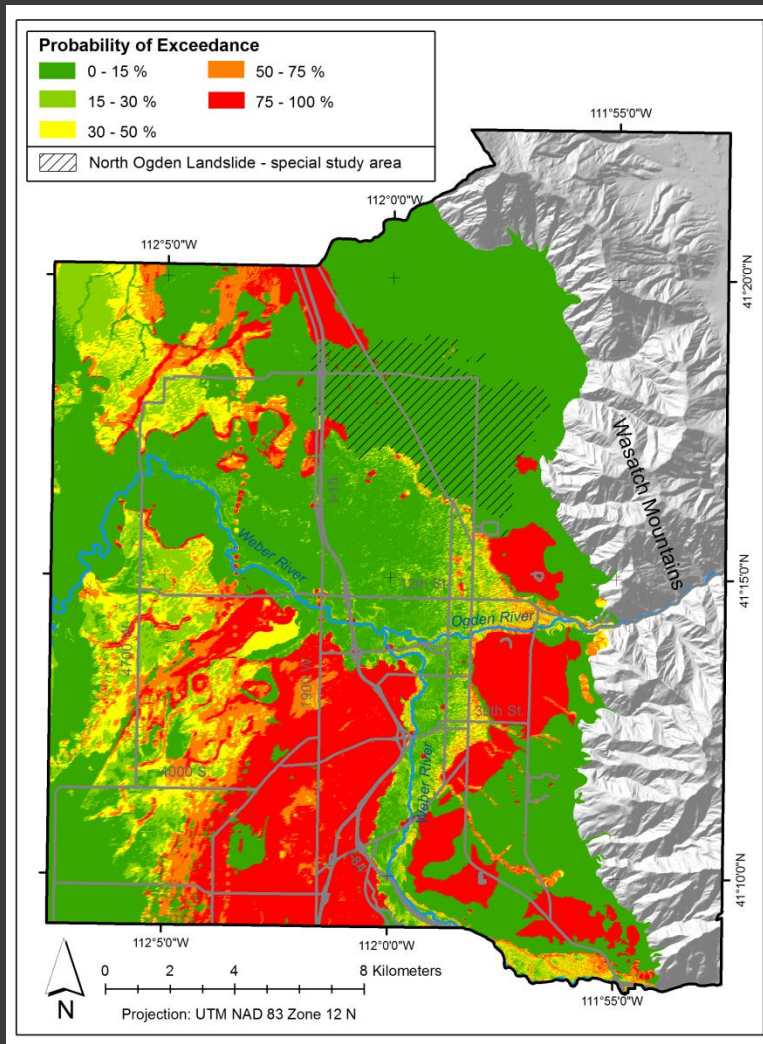 Probability of Exceedance
0 - 15 %
50 - 75 %
15 - 30 %
75 - 100 %
30 - 50 %
North Ogden Landslide - special study area
111°55'0"W
112°0'0"W
112°5'0"W
41°20'0"N
Wasatch Mountains
I-15
Weber River
41°15'0"N
12th St.
Ogden River
4700
1900 W
30th St.
Weber River
4000 S
-84
41°10'0"N
112°5'0"W
112°0'0"W
111°55'0"W
0 2 4 6 8 Kilometers
N
Projection: UTM NAD 83 Zone 12 N